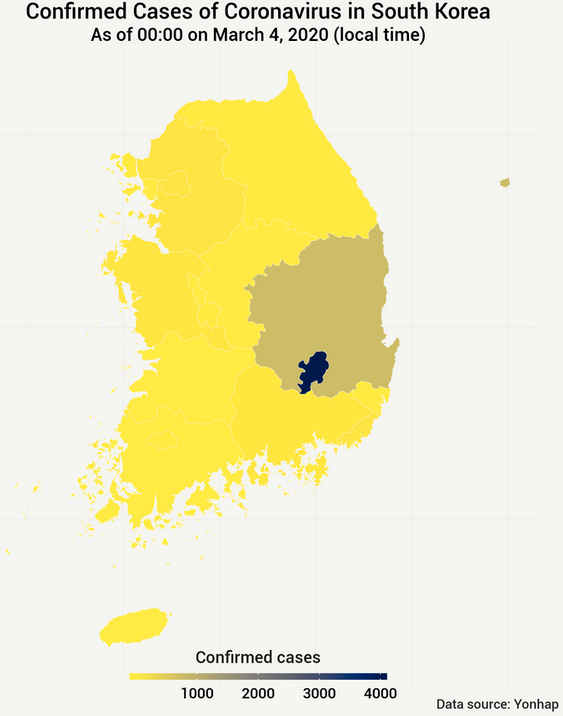 Confirmed Cases of Coronavirus in South Korea
As of 00:00 on March 4, 2020 (local time)
Confirmed cases
1000 2000 3000 4000
Data source: Yonhap